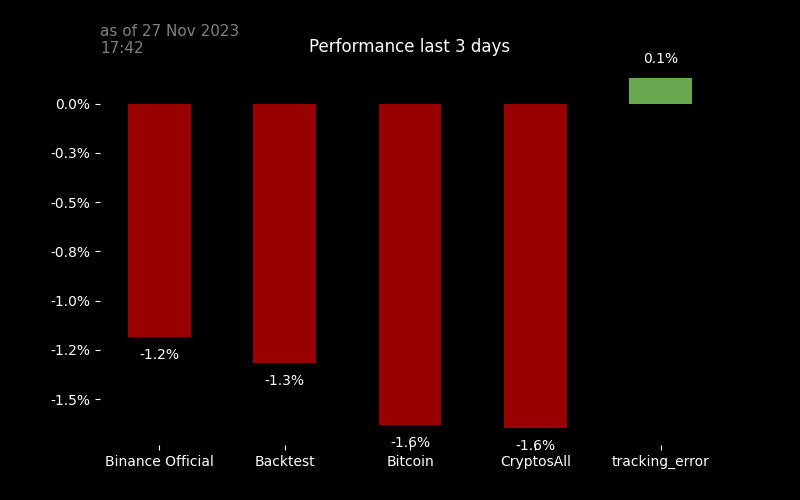 as of 27 Nov 2023
17:42
Performance last 3 days
0.1%
0.0%
-0.3%
-0.5%
-0.8%
-1.0%
-1.2%
-1.5%
-1.2%
-1.3%
-1.6%
-1.6%
Binance Official
Backtest
Bitcoin
CryptosAll
tracking_error